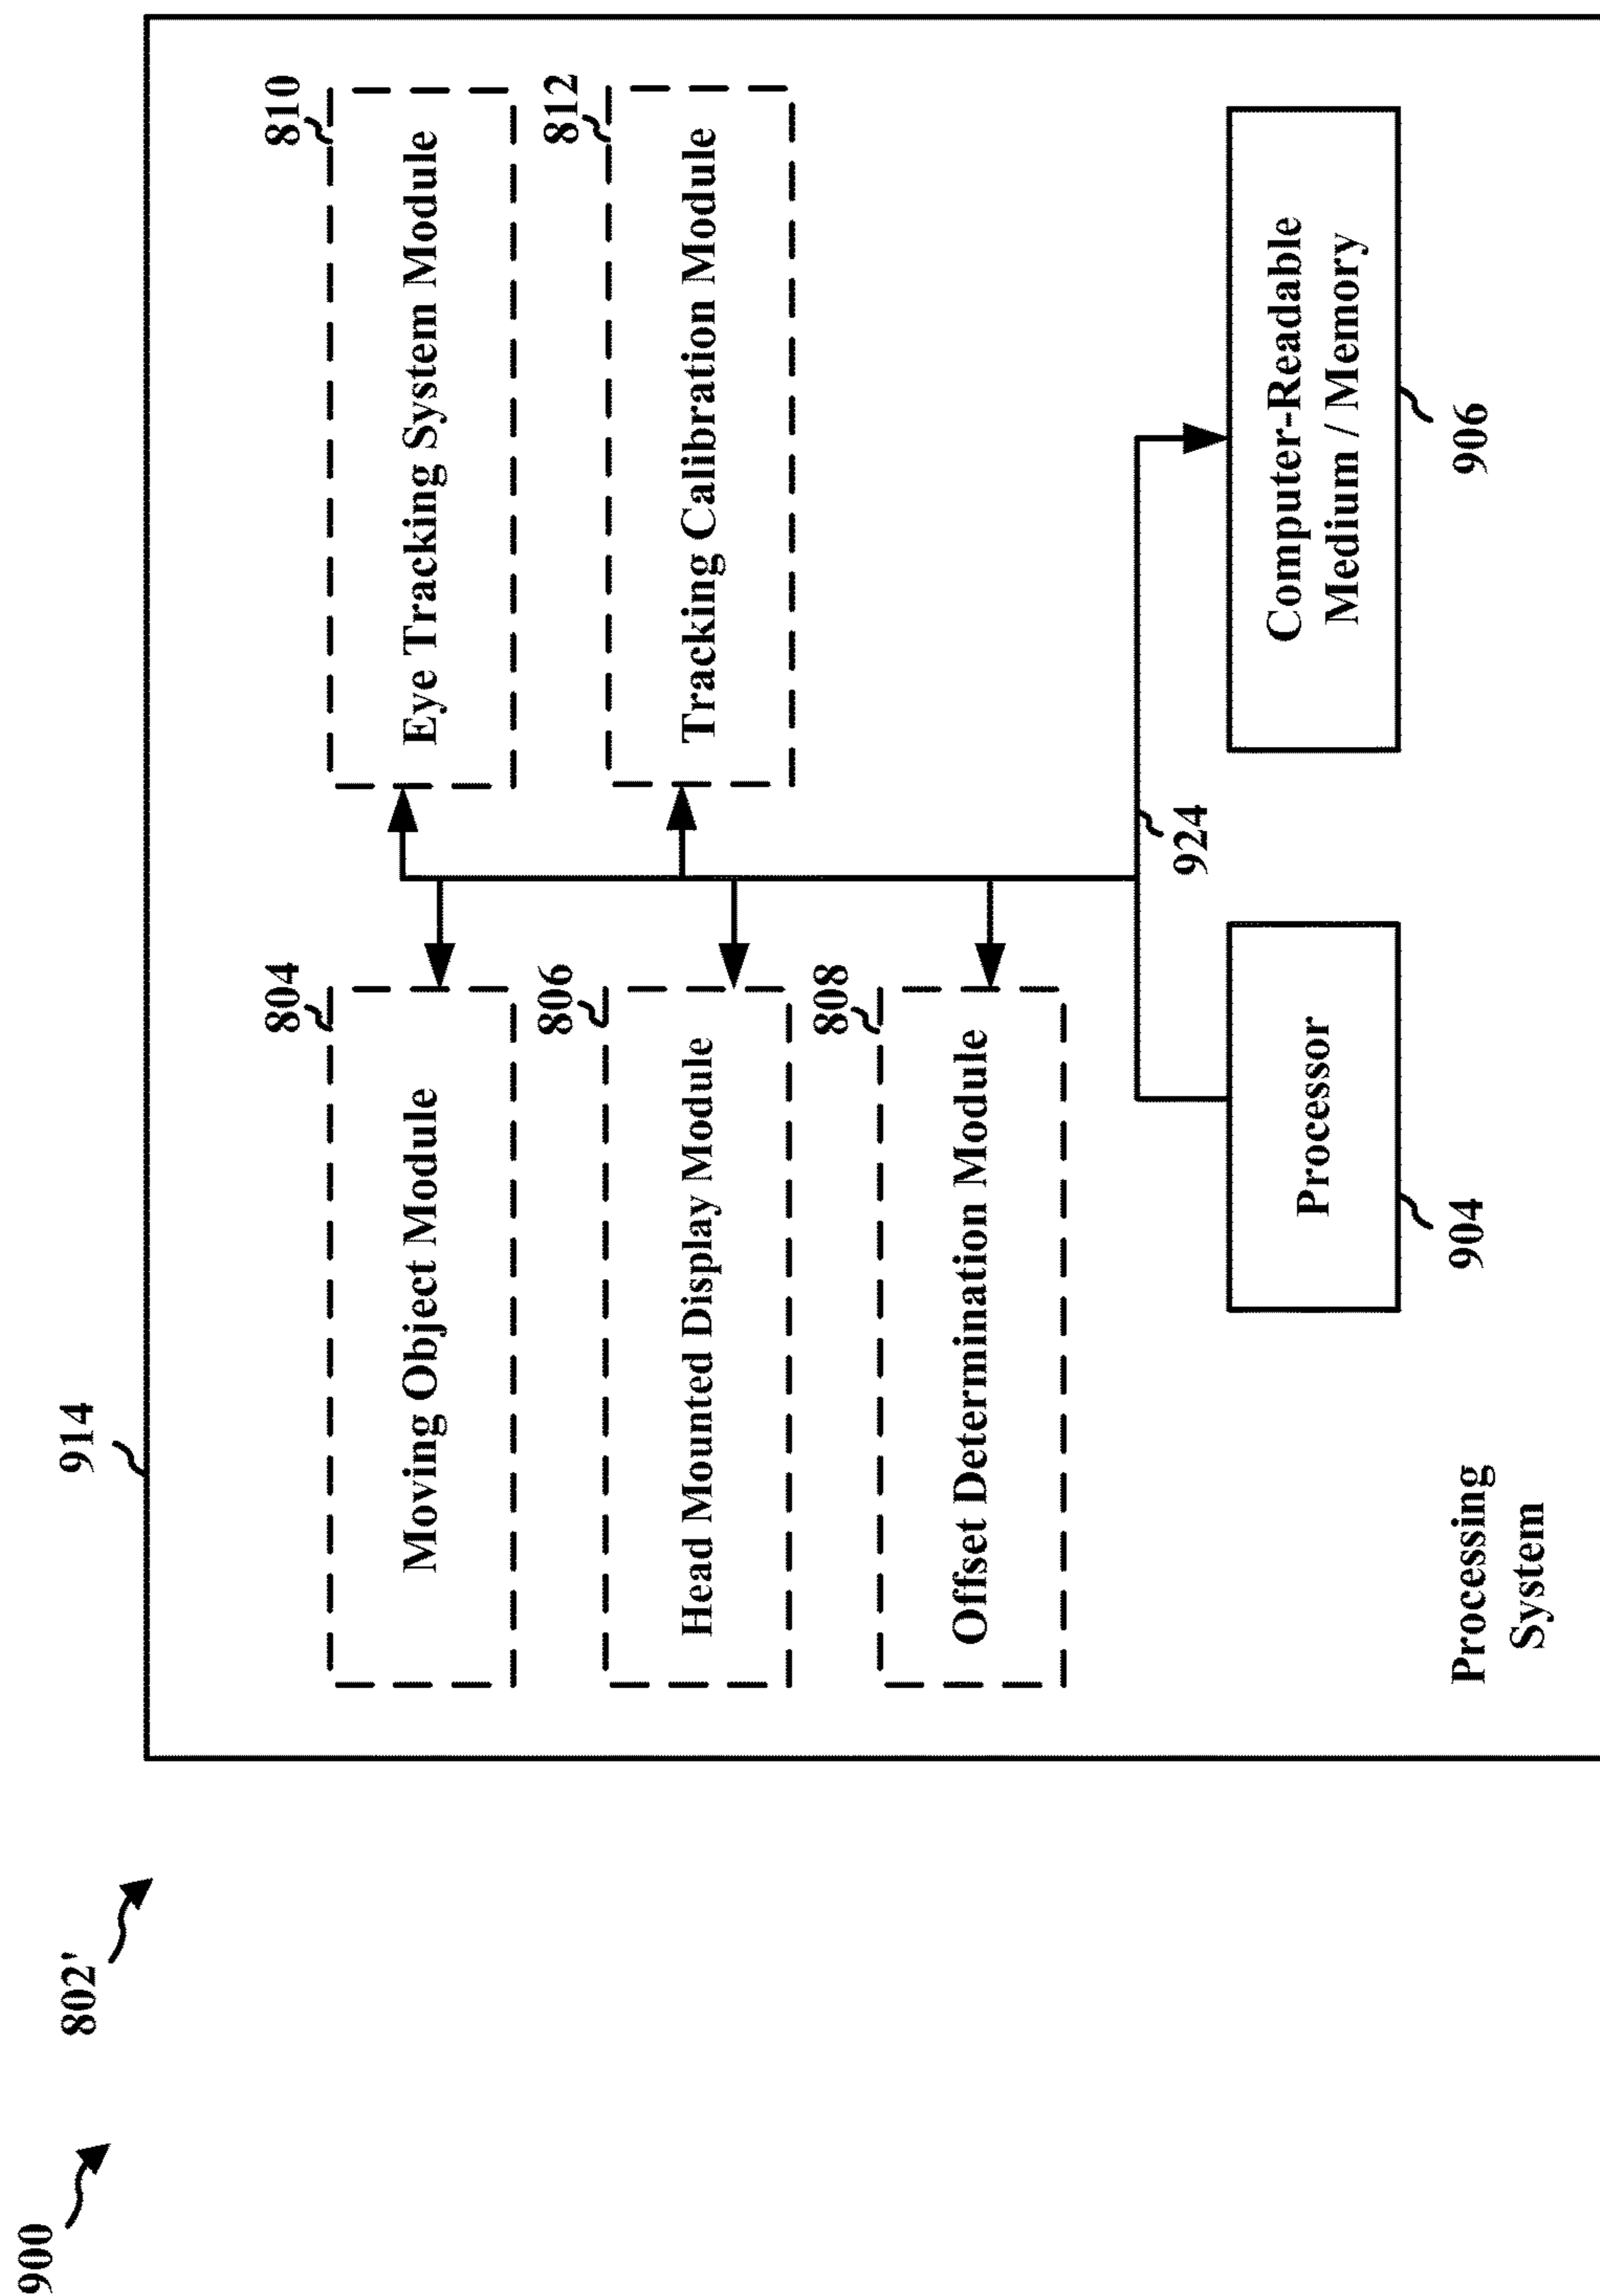 900
802'
914
804
Moving Object Module
810
Eye Tracking System Module
806
Head Mounted Display Module
812
Tracking Calibration Module
808
Offset Determination Module
924
Processor
904
Computer-Readable
Medium / Memory
906
Processing
System